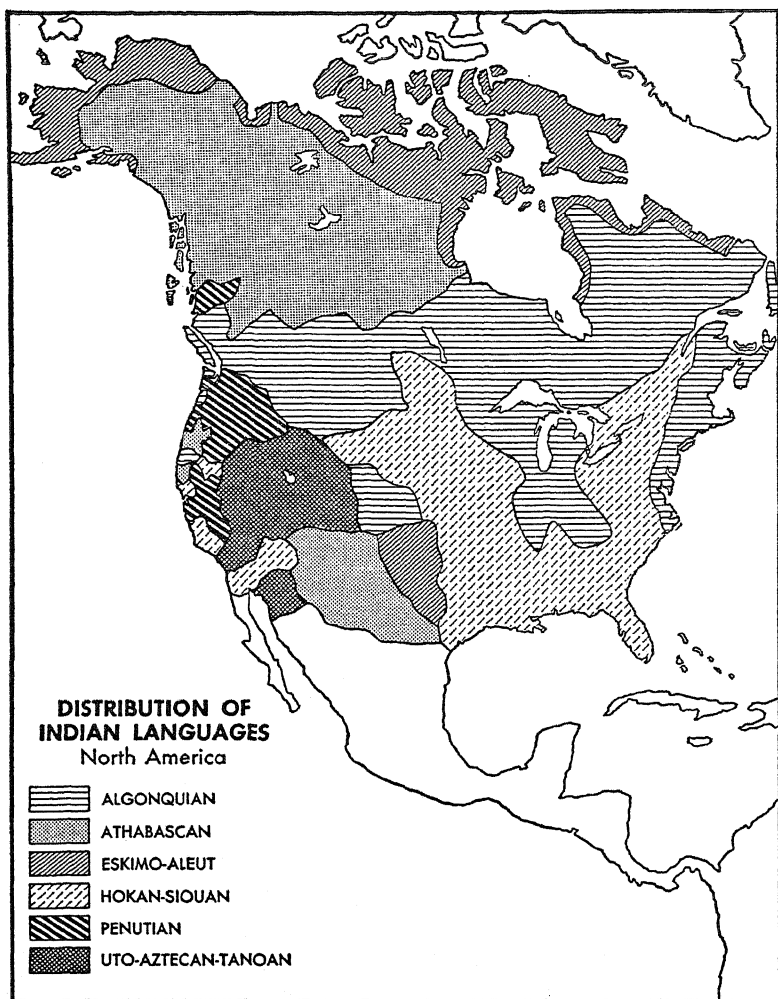 DISTRIBUTION OF
INDIAN LANGUAGES
North America
ALGONQUIAN
ATHABASCAN
ESKIMO-ALEUT
HOKAN-SIOUAN
PENUTIAN
UTO-AZTECAN-TANOAN